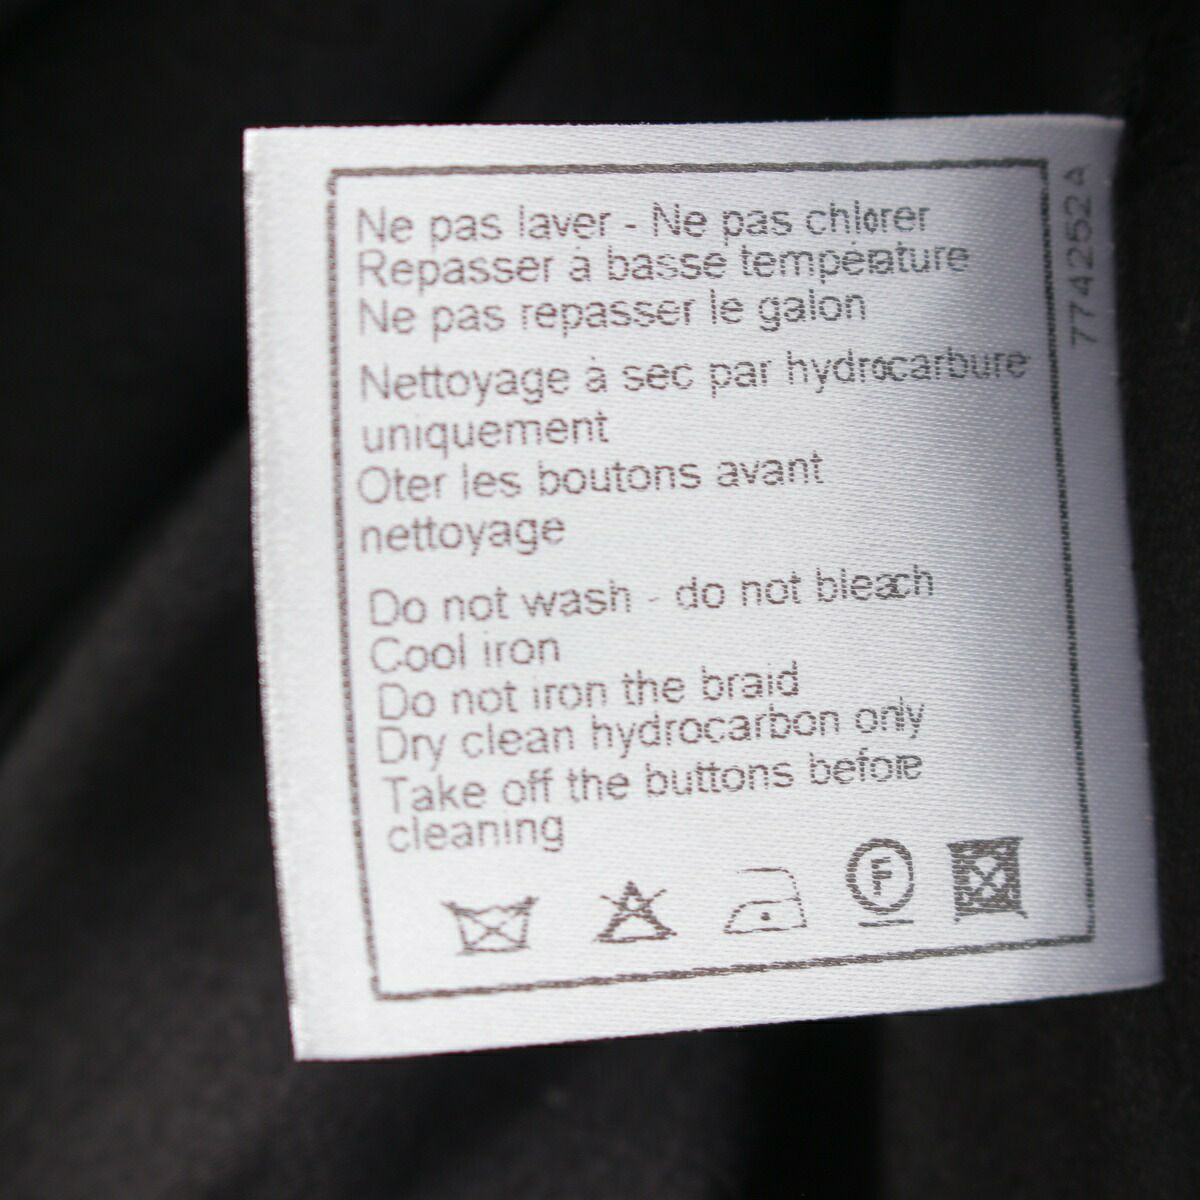 Ne pas laver - Ne pas chlorer
Repasser à basse température
Ne pas repasser le galon
Nettoyage à sec par hydrocarbure
uniquement
Oter les boutons avant
nettoyage
Do not wash - do not bleach
Cool iron
Do not iron the braid
Dry clean hydrocarbon only
Take off the buttons before
cleaning
F
774252A